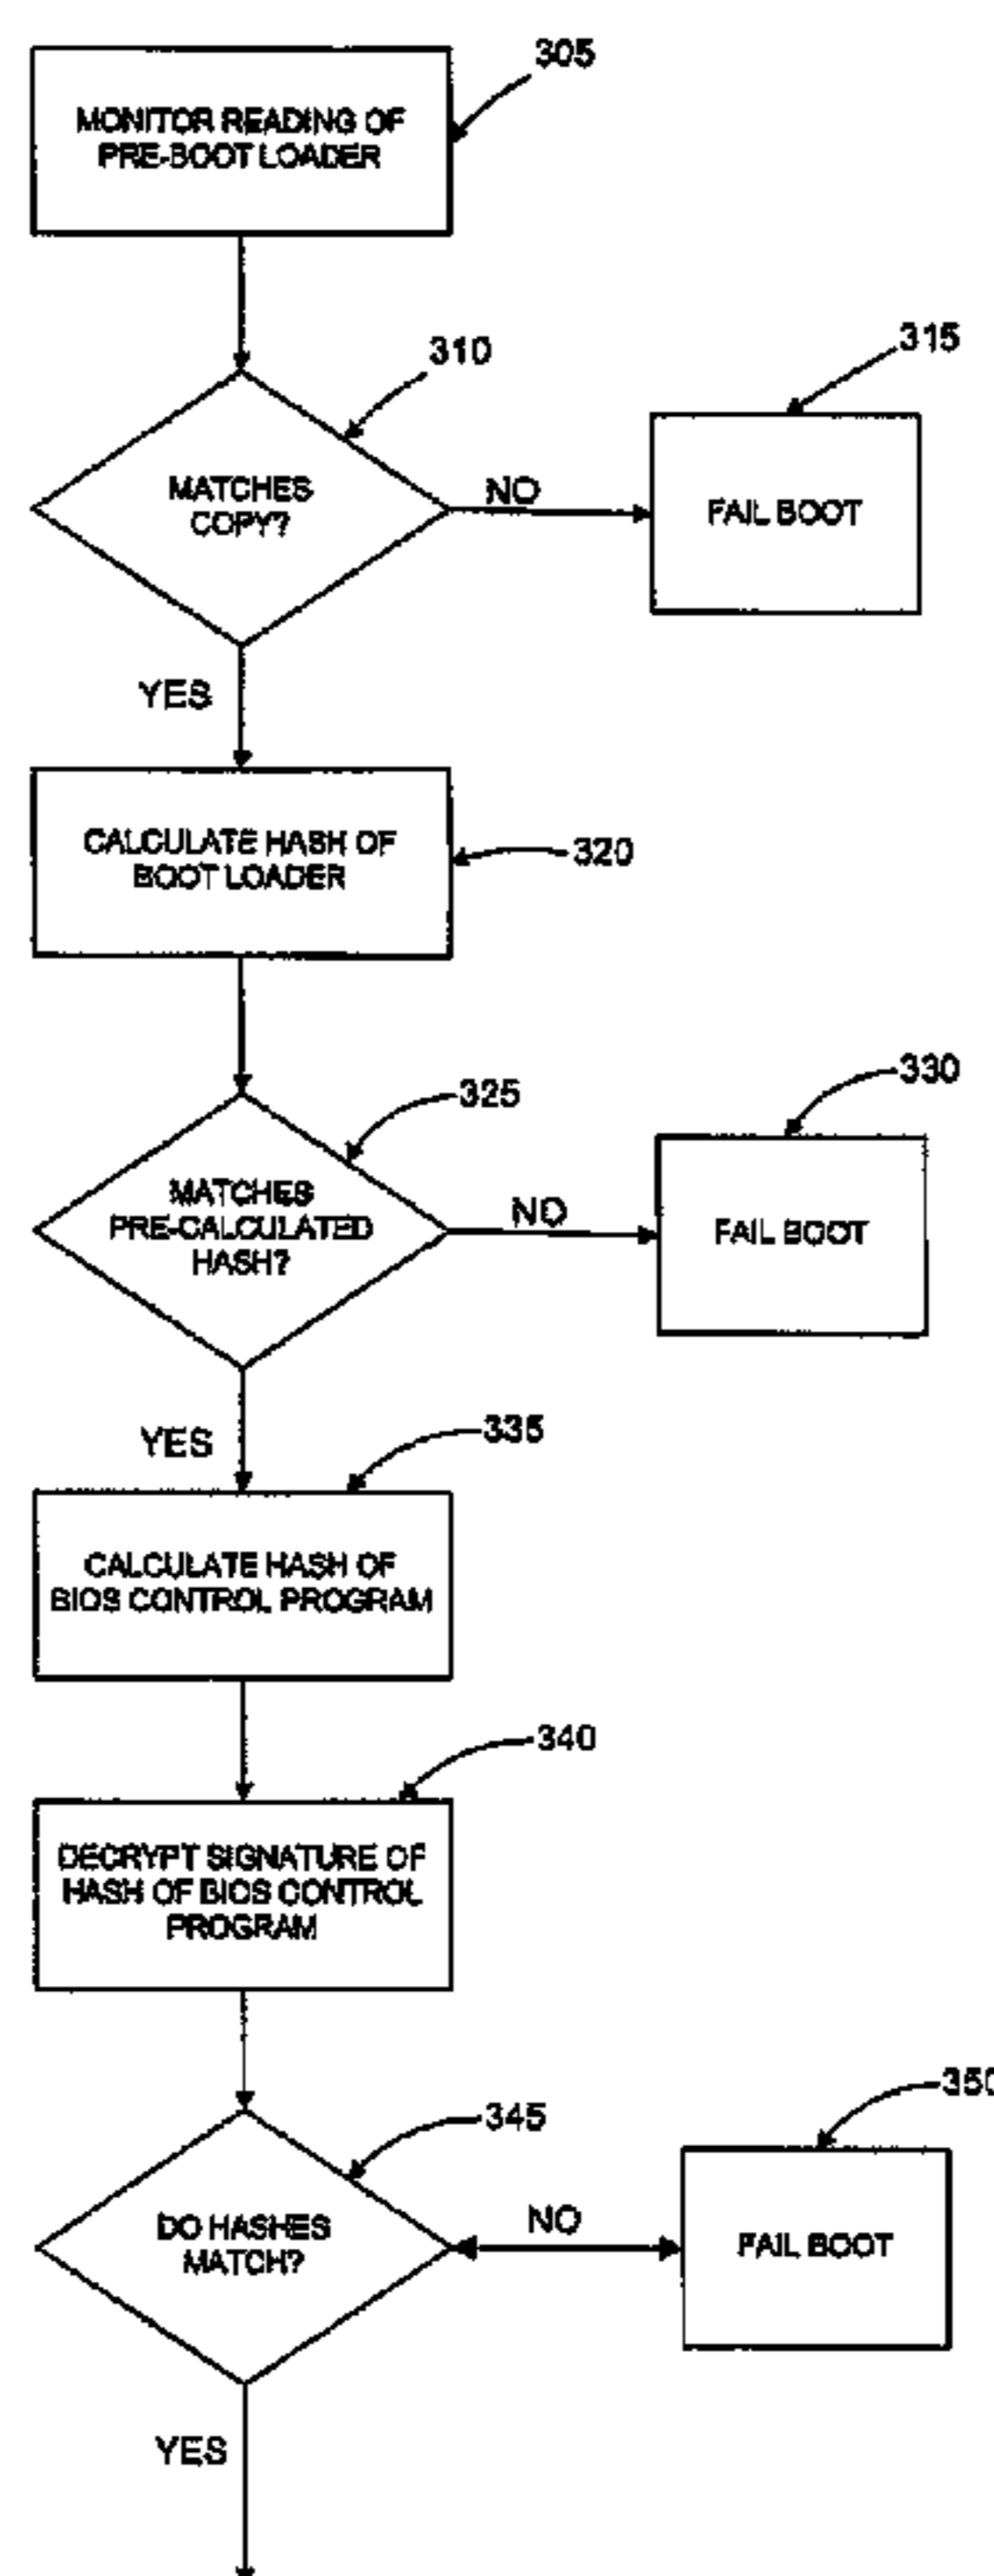 305
MONITOR READING OF
PRE-BOOT LOADER
310
315
MATCHES
COPY?
NO
FAIL BOOT
YES
CALCULATE HASH OF
BOOT LOADER
320
325
330
MATCHES
PRE-CALCULATED
HASH?
NO
FAIL BOOT
YES
335
CALCULATE HASH OF
BIOS CONTROL PROGRAM
340
DECRYPT SIGNATURE OF
HASH OF BIOS CONTROL
PROGRAM
345
350
DO HASHES
MATCH?
NO
FAIL BOOT
YES